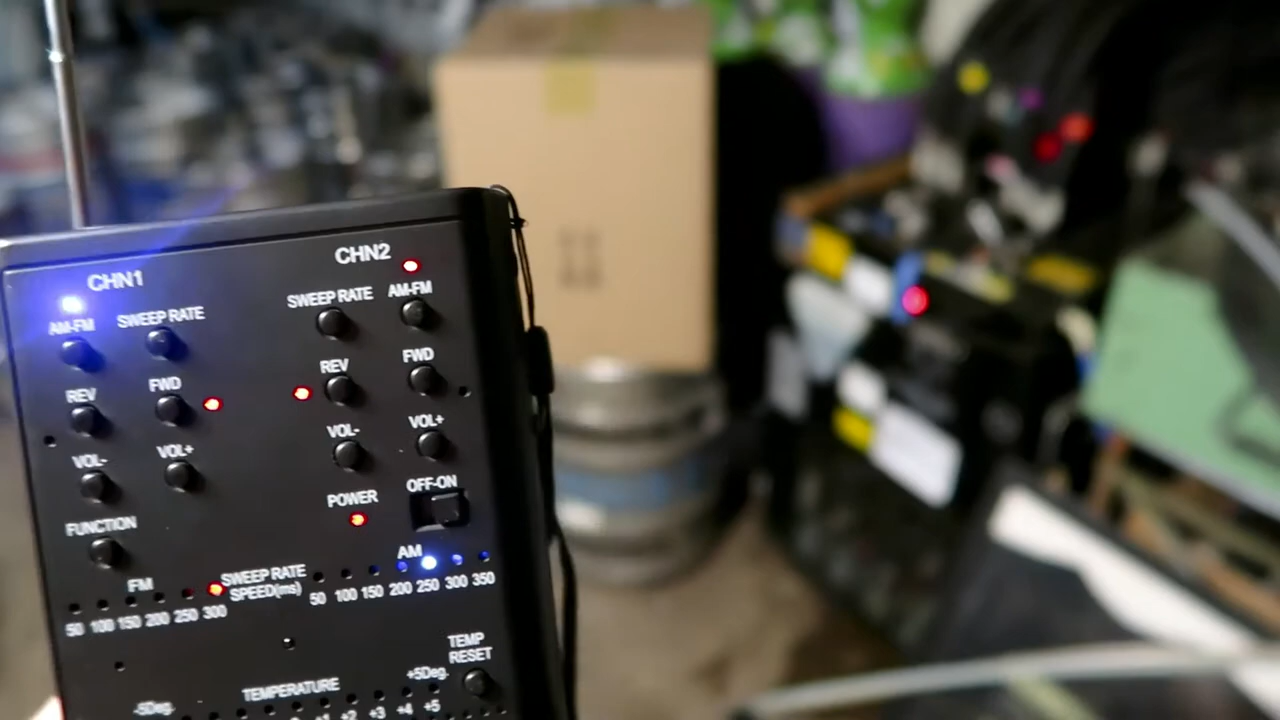 CHN1
CHN2
AM-FM
SWEEP RATE
SWEEP RATE
AM-FM
REV
FWD
REV
FWD
VOL-
VOL+
VOL-
VOL+
FUNCTION
POWER
OFF-ON
FM
SWEEP RATE
SPEED(ms)
AM
50 100 150 200 250 300
50 100 150 200 250 300 350
TEMP
RESET
-5Deg.
TEMPERATURE
+5Deg.
+1 +2 +3 +4 +5